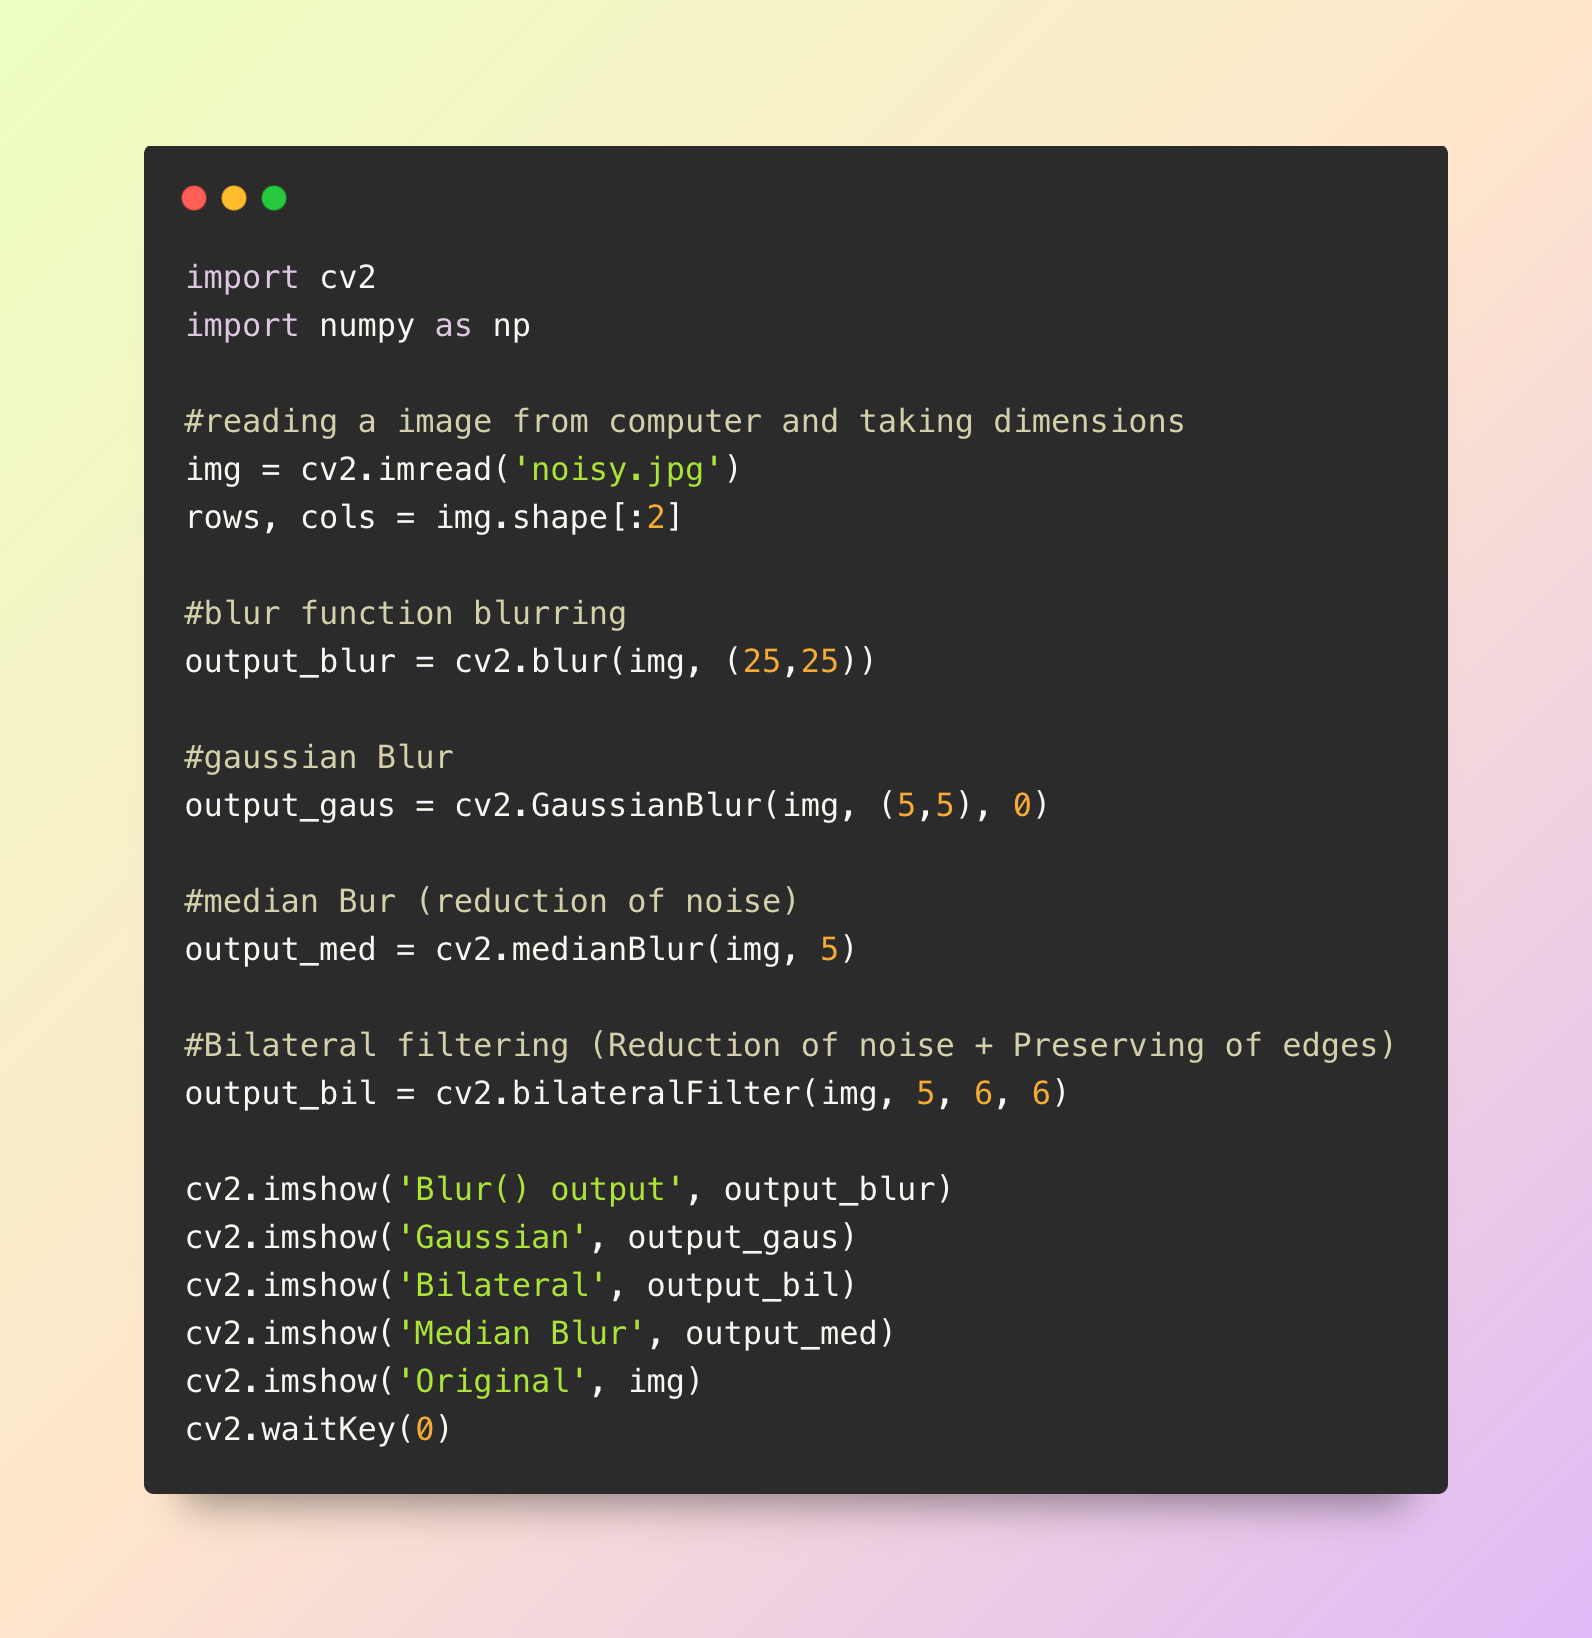 import cv2
import numpy as np
#reading a image from computer and taking dimensions
img = cv2.imread('noisy.jpg')
rows, cols = img.shape[:2]
#blur function blurring
output_blur = cv2.blur(img, (25,25))
#gaussian Blur
output_gaus = cv2.GaussianBlur(img, (5,5), 0)
#median Bur (reduction of noise)
output_med = cv2.medianBlur(img, 5)
#Bilateral filtering (Reduction of noise + Preserving of edges)
output_bil = cv2.bilateralFilter(img, 5, 6, 6)
cv2.imshow('Blur() output', output_blur)
cv2.imshow('Gaussian', output_gaus)
cv2.imshow('Bilateral', output_bil)
cv2.imshow('Median Blur', output_med)
cv2.imshow('Original', img)
cv2.waitKey(0)